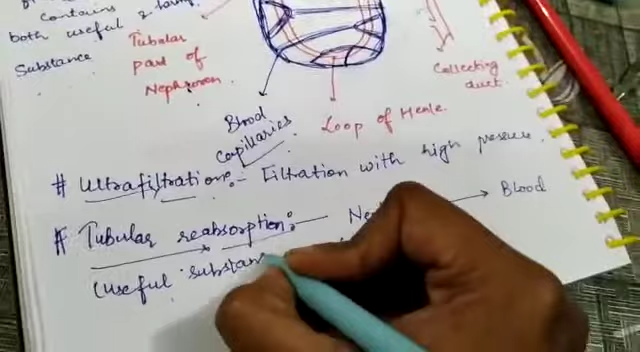 contains
both useful & harm
Substance
Tubular
part of
Nephron
Blood
capillaries
Loop of Henle
Collecting
duct
# Ultrafiltration:- Filtration with high pressure.
# Tubular reabsorption:- Ne → Blood
(useful substan